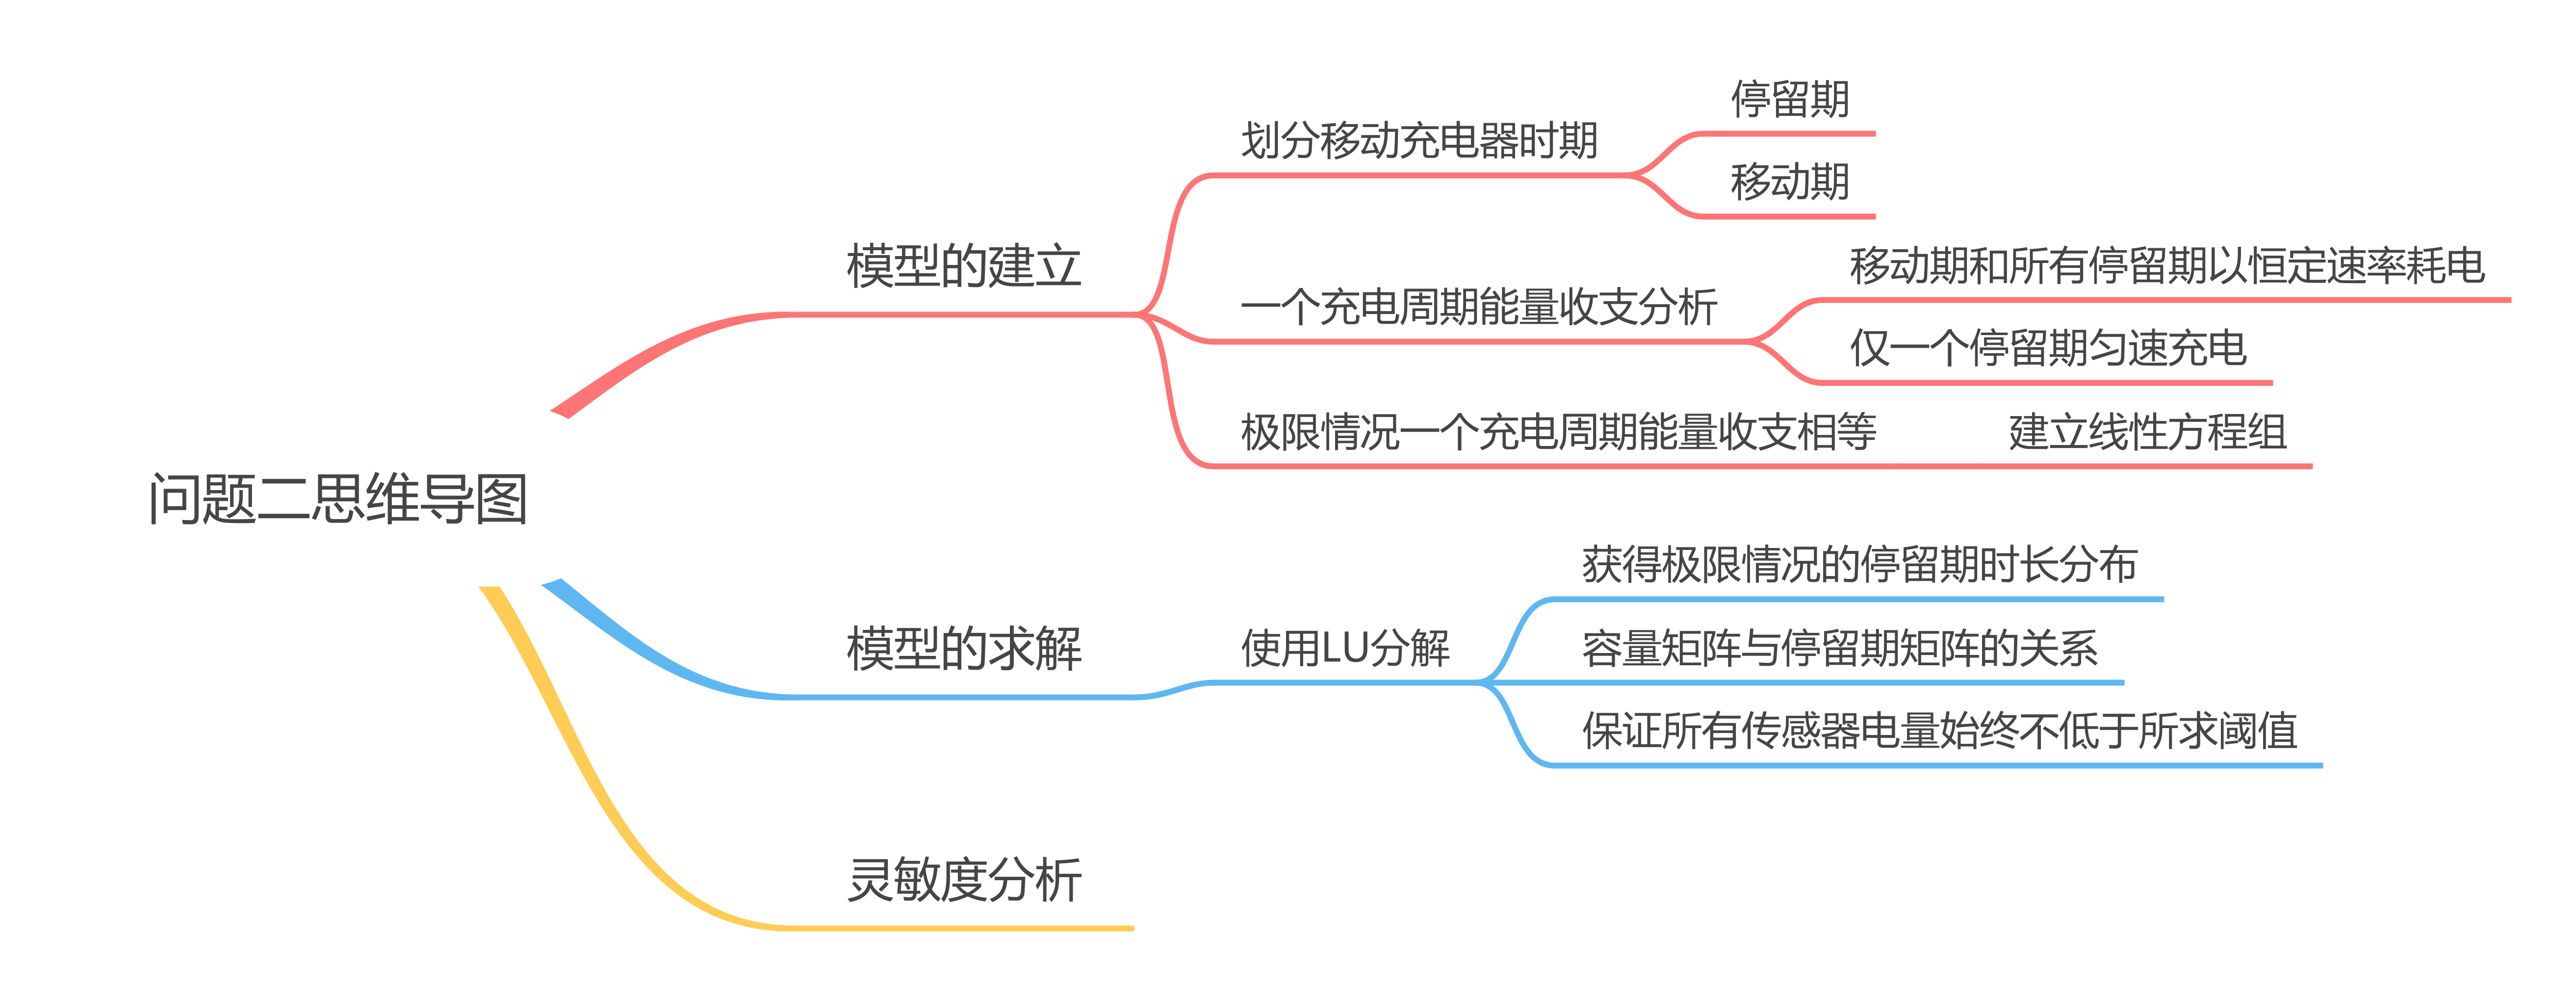 问题二思维导图
模型的建立
划分移动充电器时期
停留期
移动期
一个充电周期能量收支分析
移动期和所有停留期以恒定速率耗电
仅一个停留期匀速充电
极限情况一个充电周期能量收支相等
建立线性方程组
模型的求解
使用LU分解
获得极限情况的停留期时长分布
容量矩阵与停留期矩阵的关系
保证所有传感器电量始终不低于所求阈值
灵敏度分析